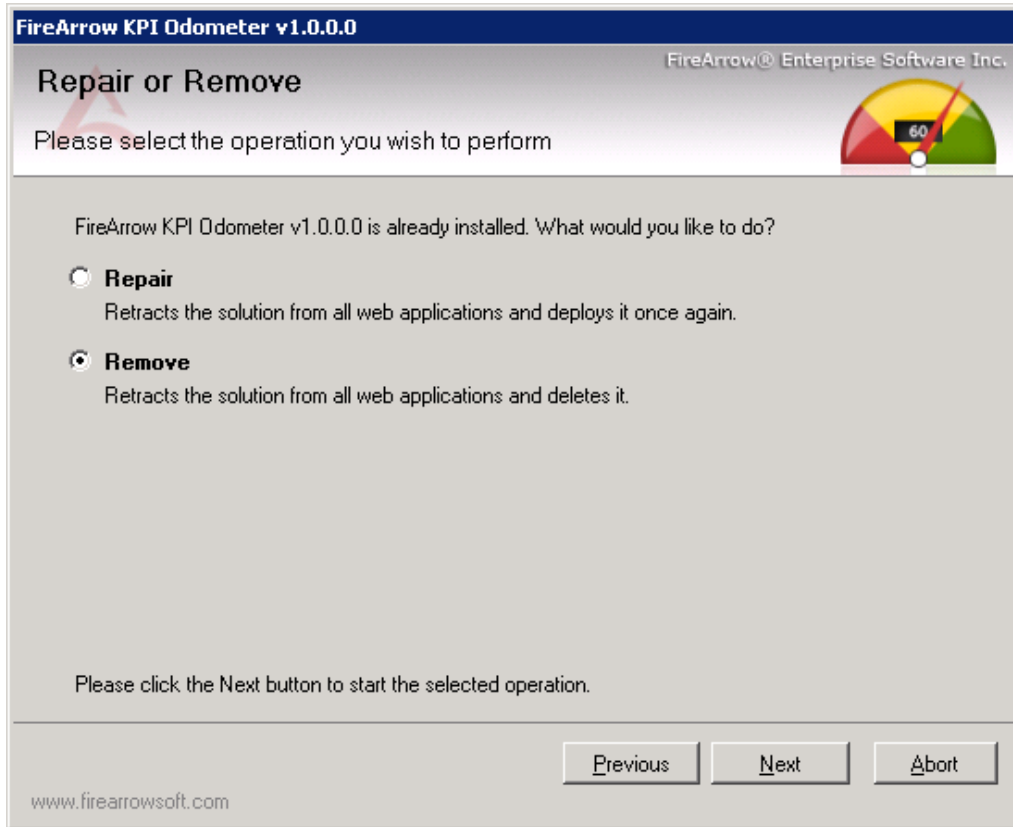 FireArrow KPI Odometer v1.0.0.0
FireArrow® Enterprise Software Inc.
Repair or Remove
Please select the operation you wish to perform
60
FireArrow KPI Odometer v1.0.0.0 is already installed. What would you like to do?
Repair
Retracts the solution from all web applications and deploys it once again.
Remove
Retracts the solution from all web applications and deletes it.
Please click the Next button to start the selected operation.
Previous Next Abort
www.firearrowsoft.com